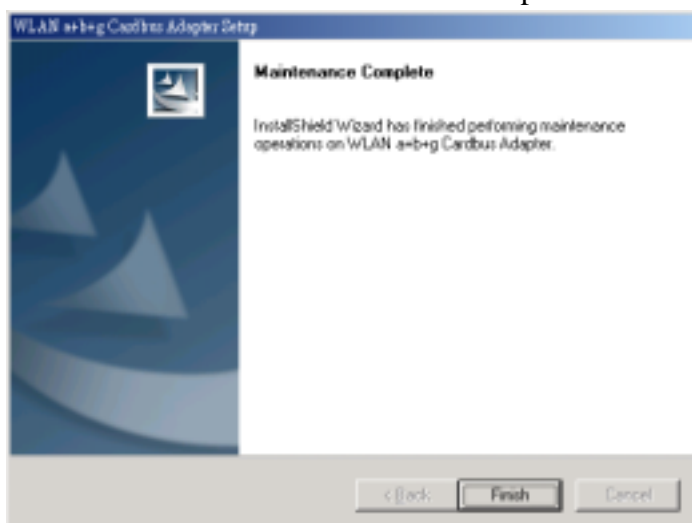 WLAN a+b+g Cardbus Adapter Setup
Maintenance Complete
InstallShield Wizard has finished performing maintenance
operations on WLAN a+b+g Cardbus Adapter.
< Back
Finish
Cancel